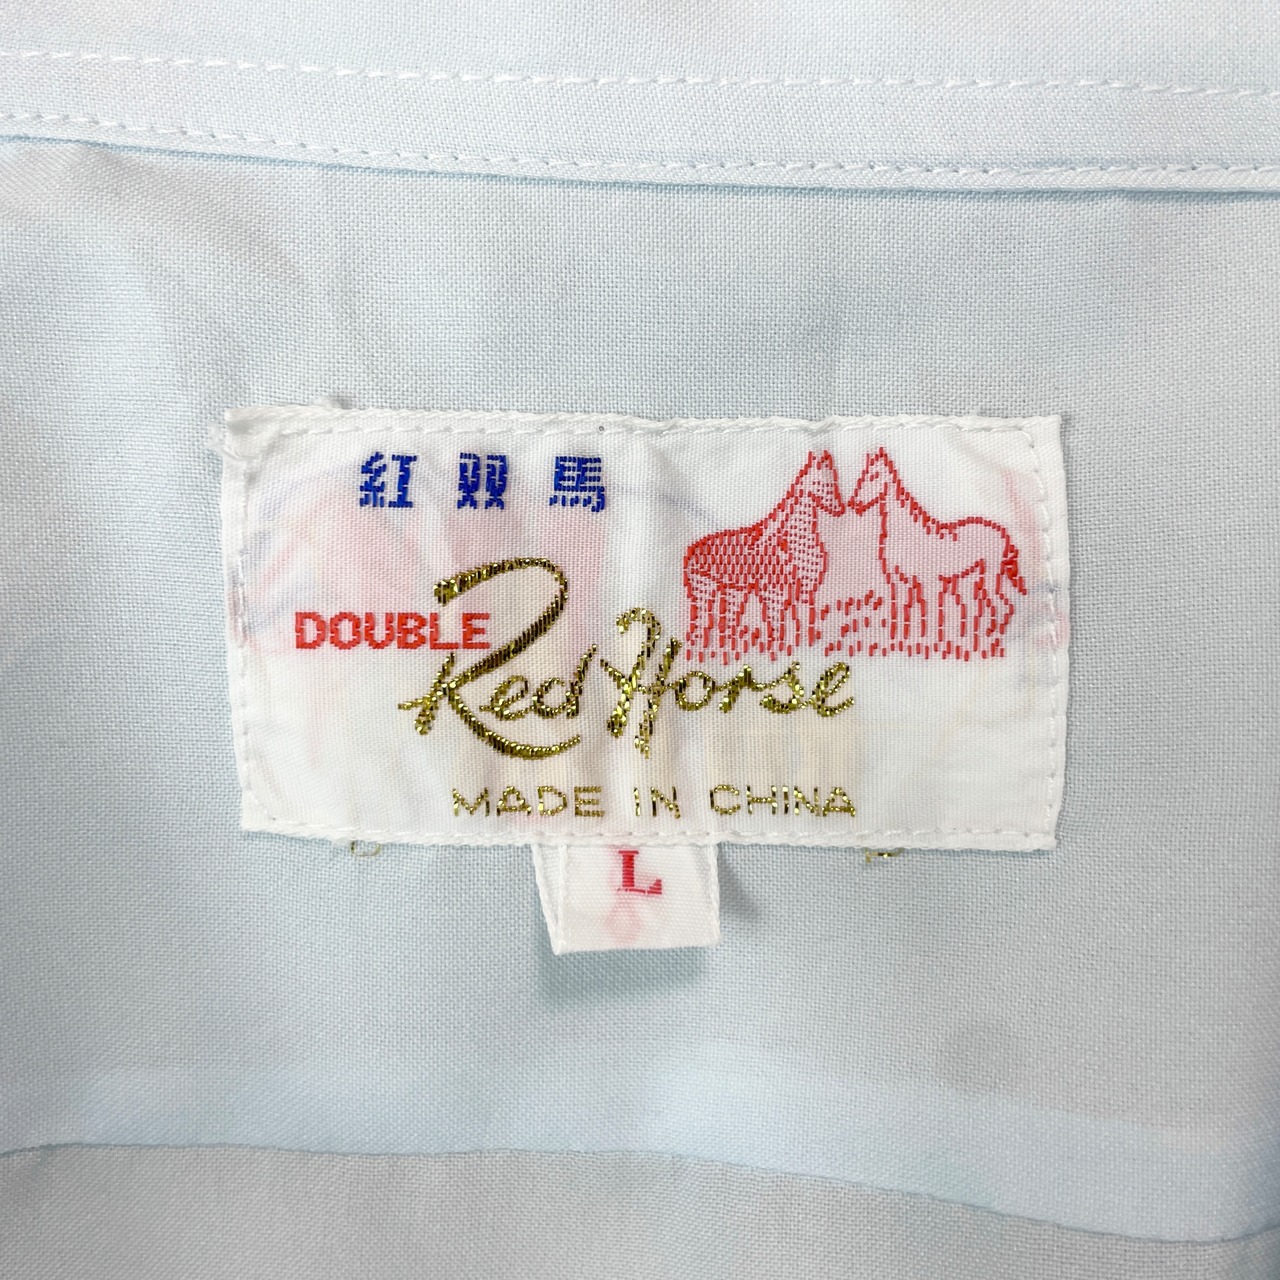 紅双馬
DOUBLE
Red Horse
MADE IN CHINA
L